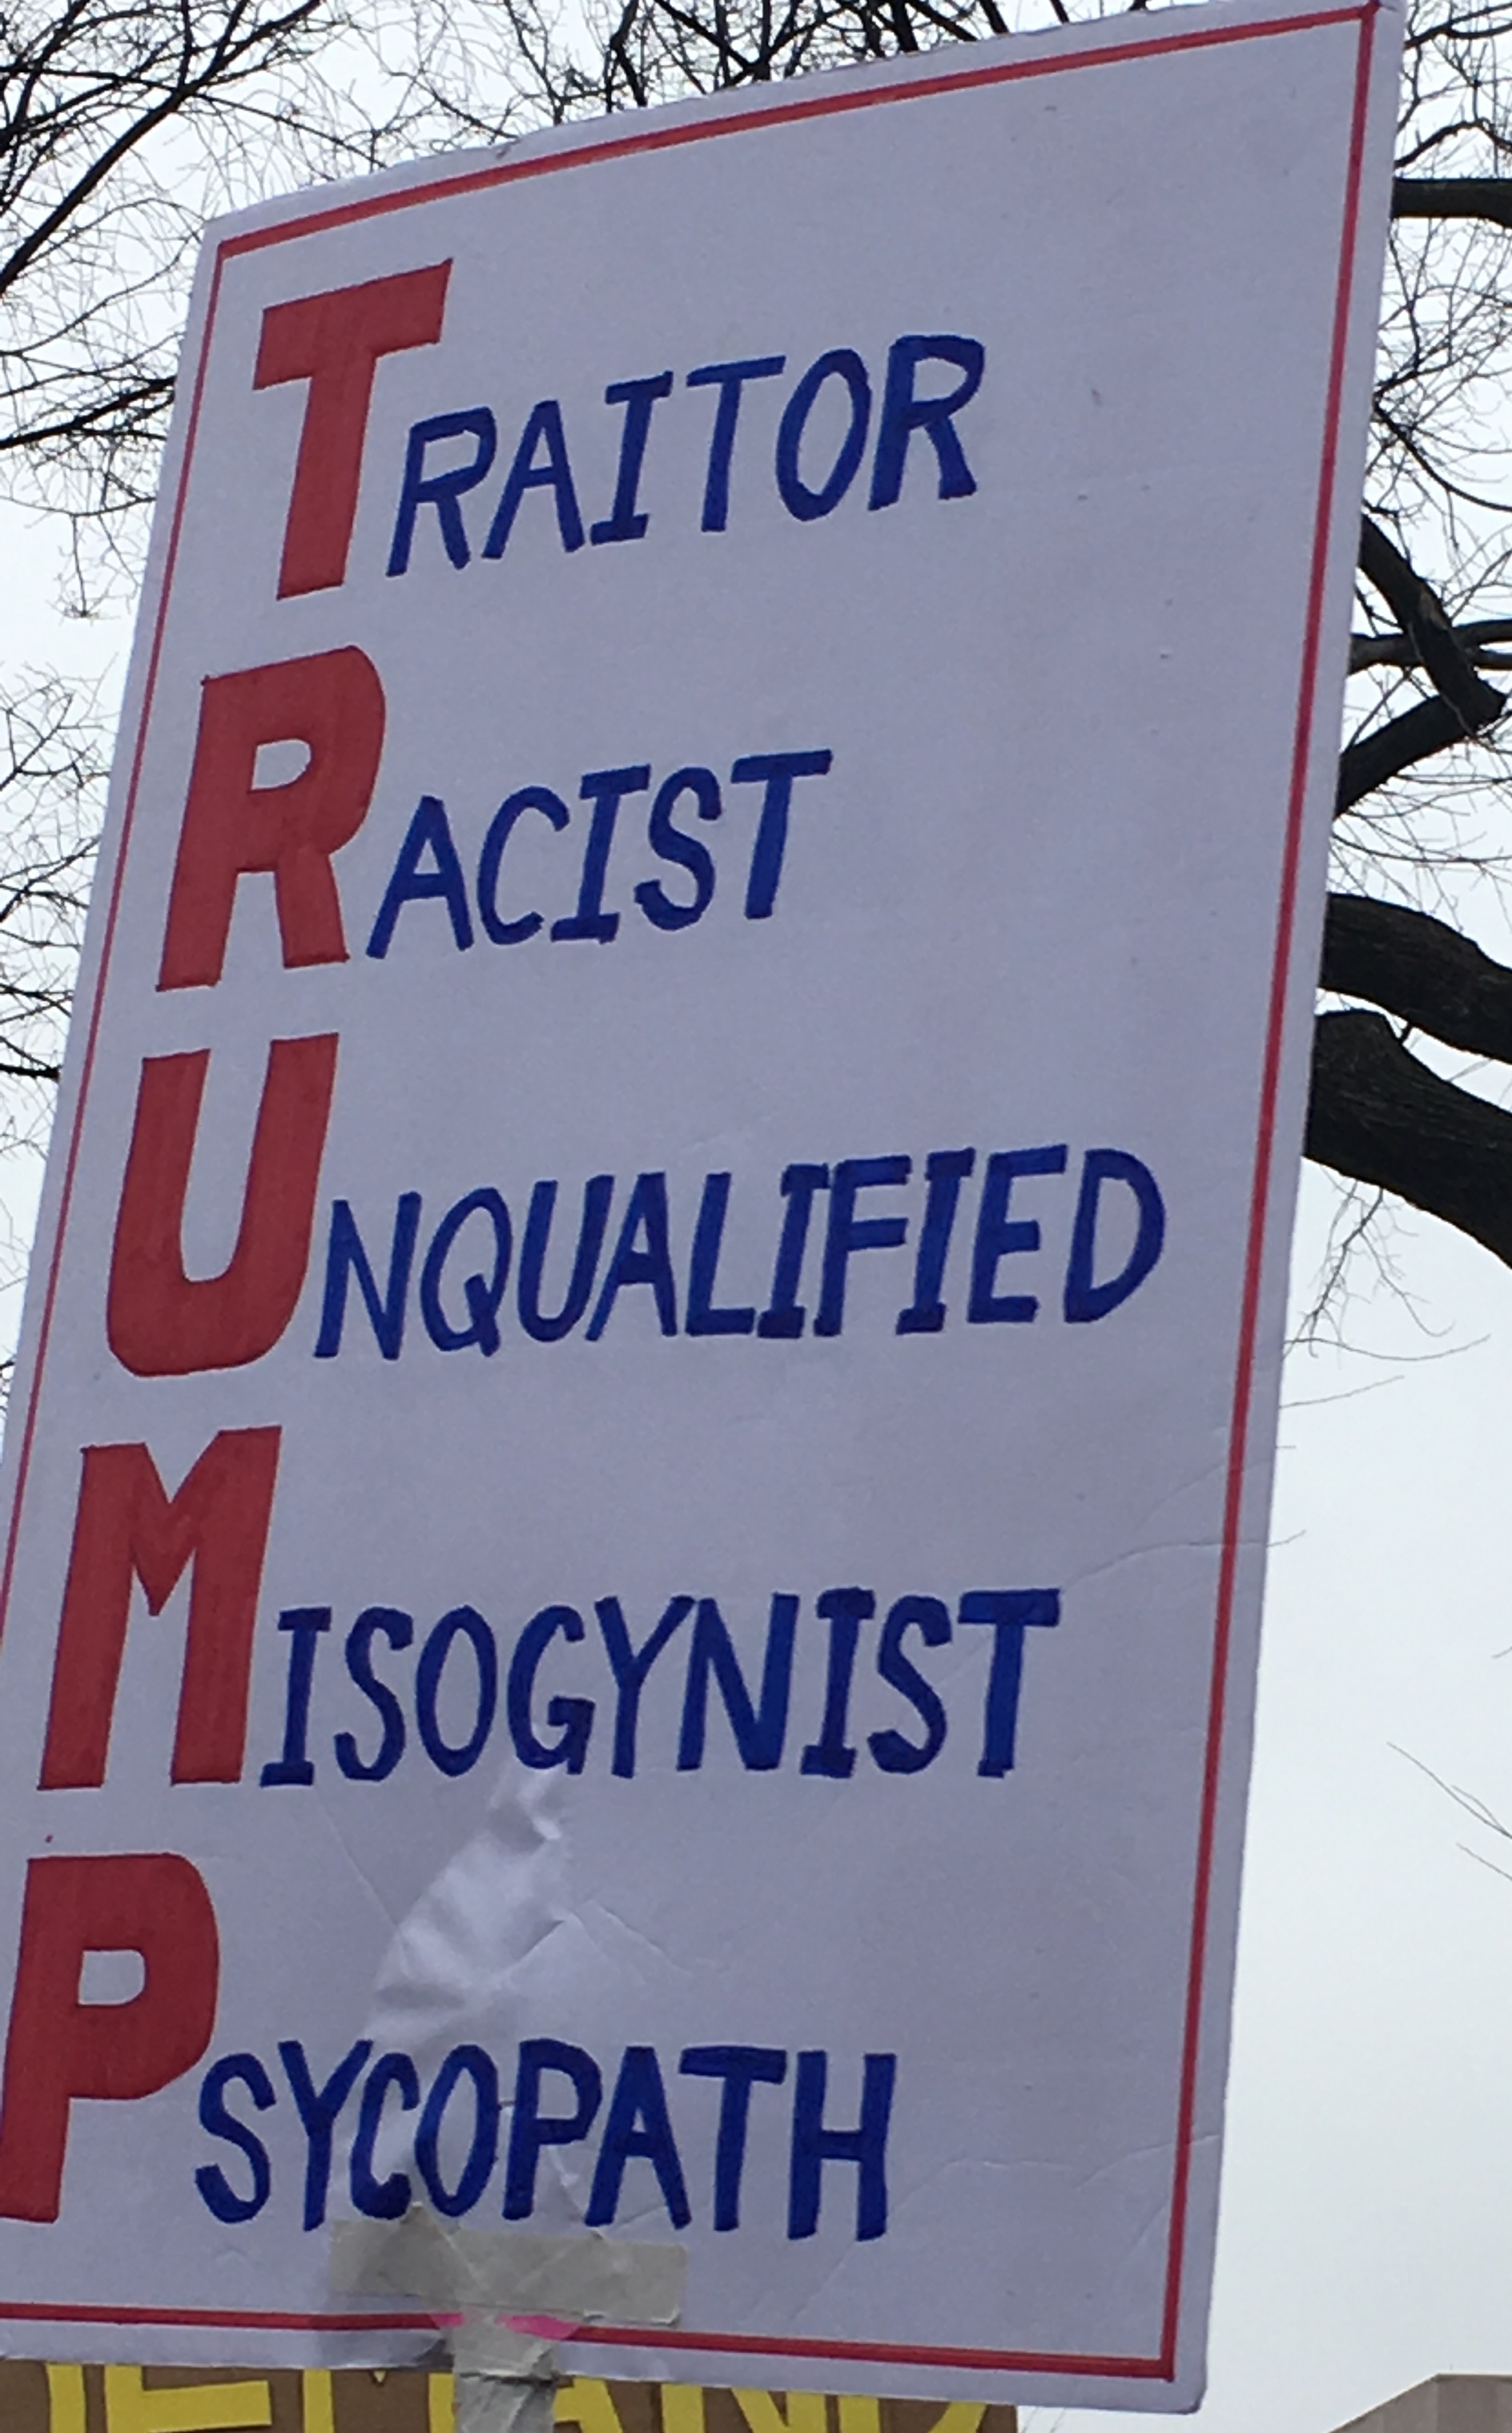 TRAITOR
RACIST
UNQUALIFIED
MISOGYNIST
PSYCOPATH